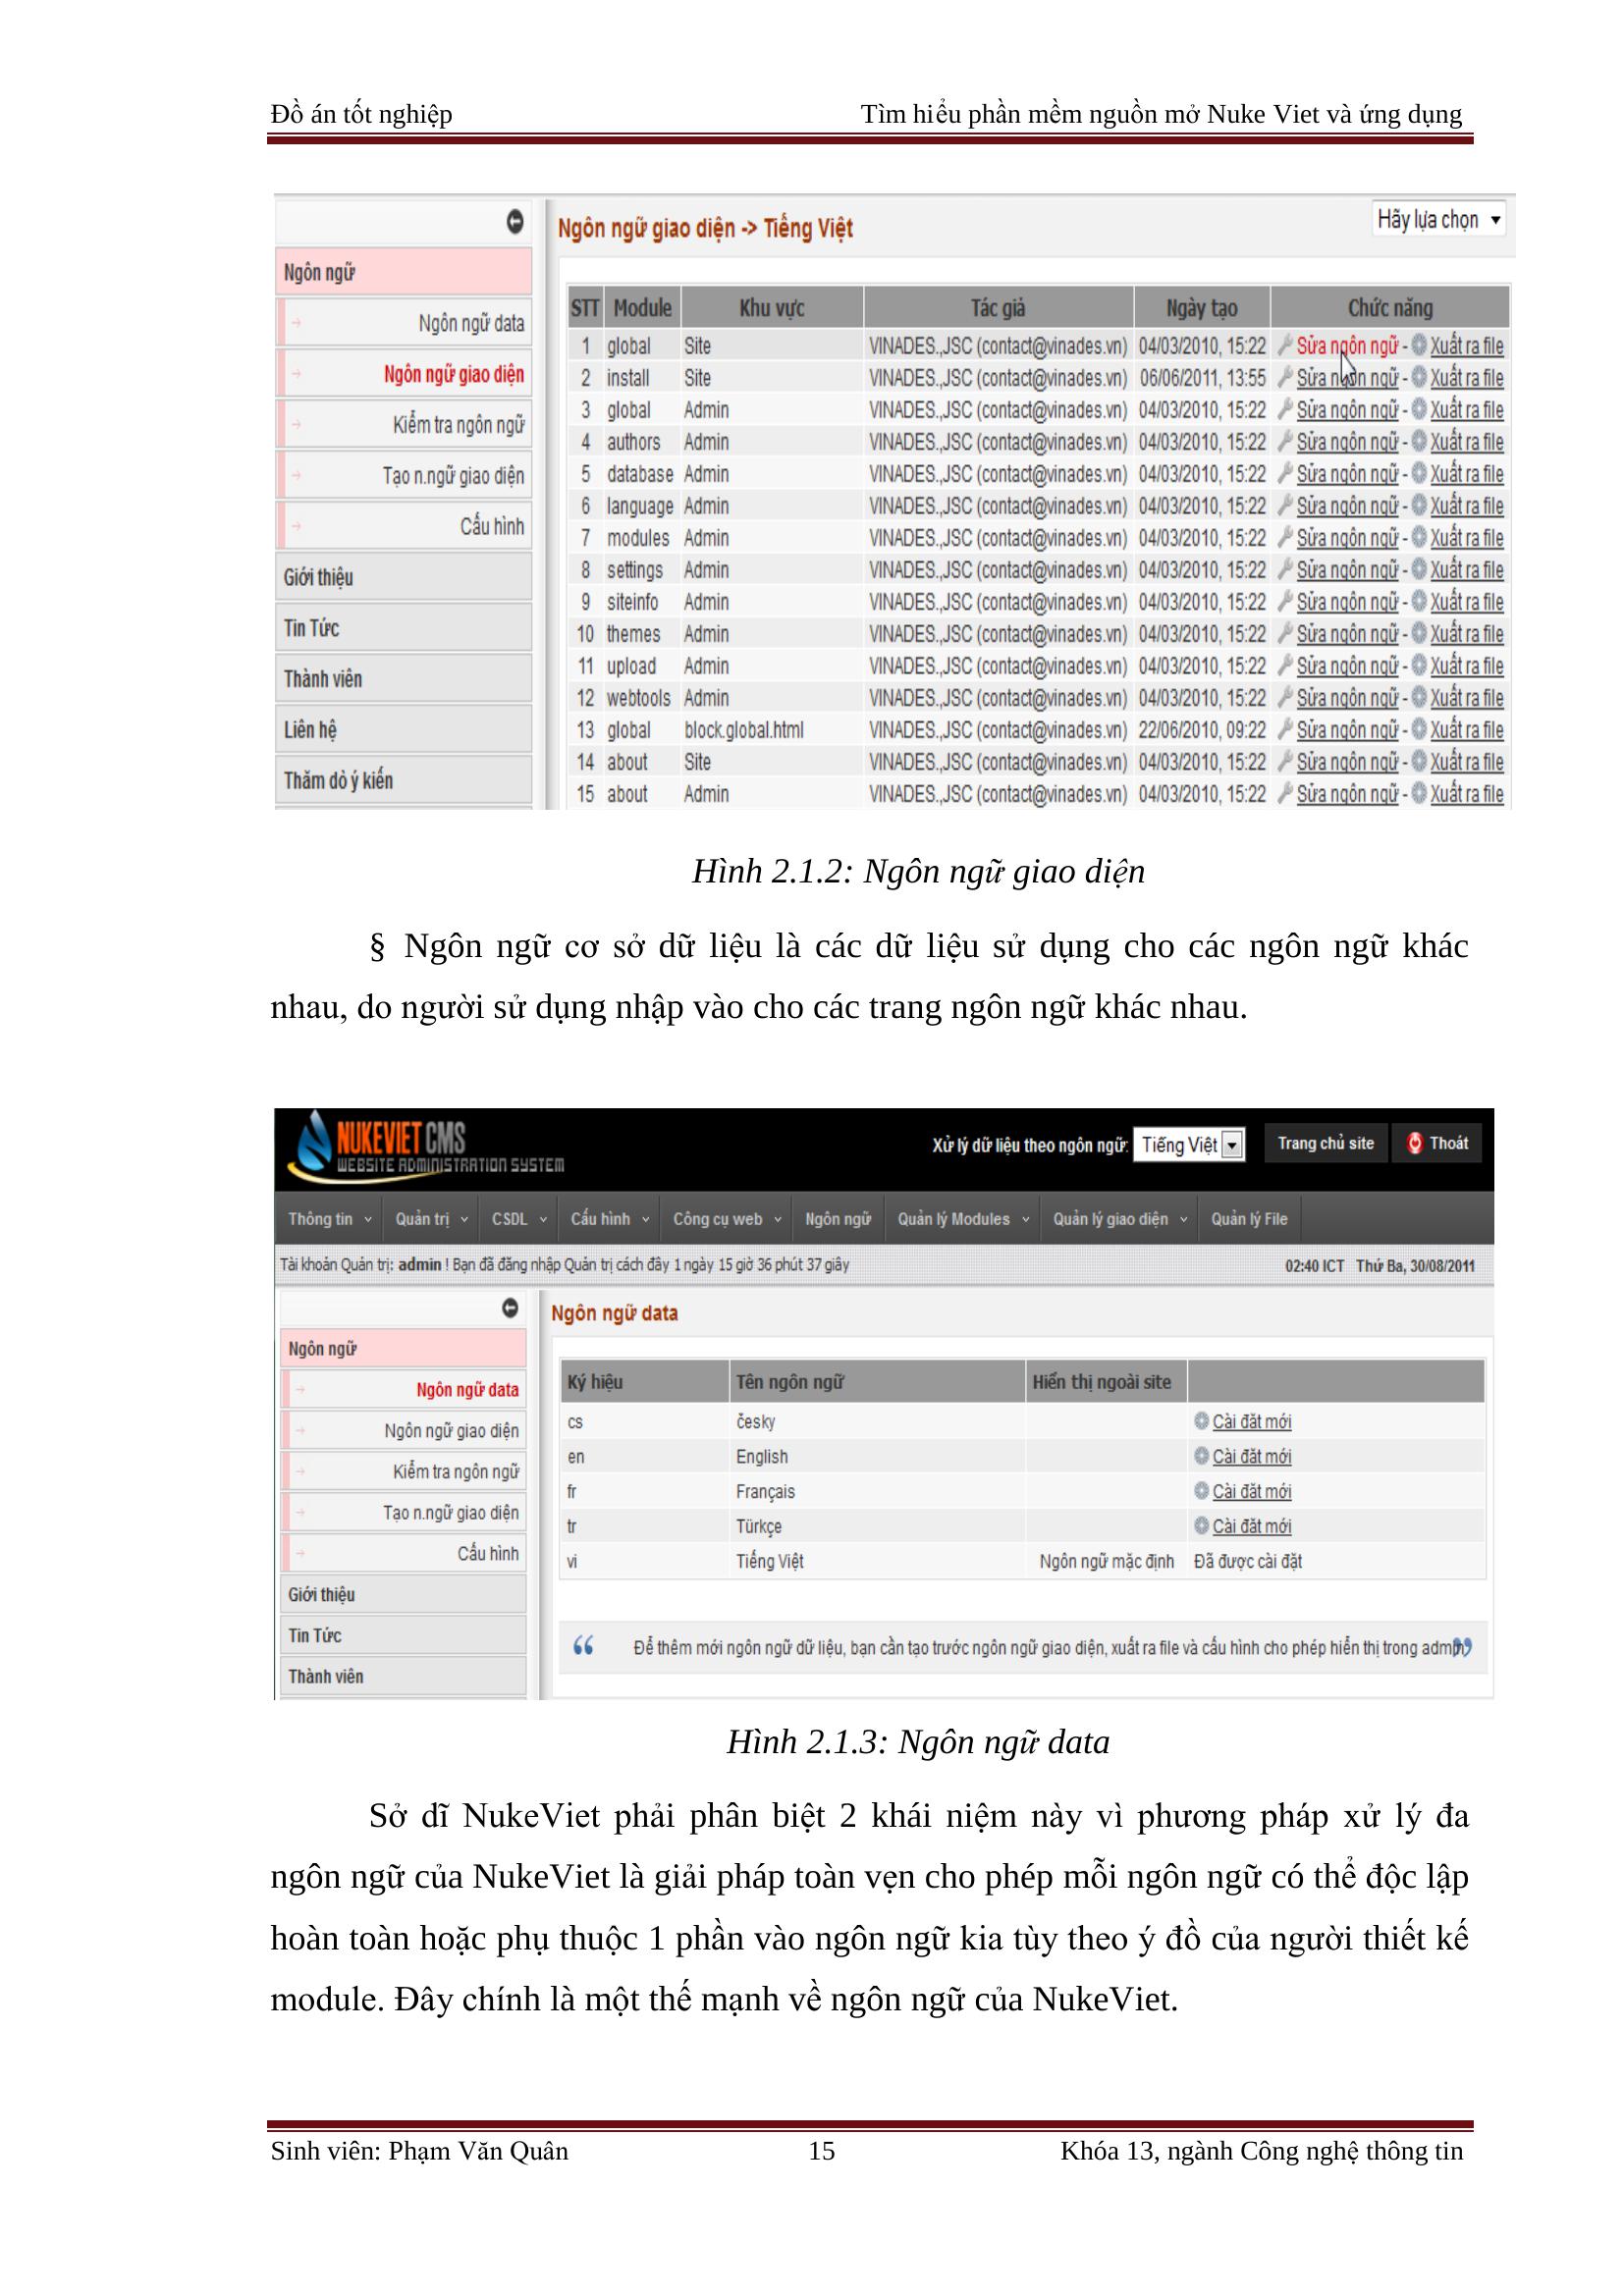 Đồ án tốt nghiệp Tìm hiểu phần mềm nguồn mở Nuke Viet và ứng dụng
Ngôn ngữ giao diện -> Tiếng Việt Hãy lựa chọn
Ngôn ngữ
Ngôn ngữ data
Ngôn ngữ giao diện
Kiểm tra ngôn ngữ
Tạo n.ngữ giao diện
Cấu hình
Giới thiệu
Tin Tức
Thành viên
Liên hệ
Thăm dò ý kiến
STT Module Khu vực Tác giả Ngày tạo Chức năng
1 global Site VINADES.,JSC (contact@vinades.vn) 04/03/2010, 15:22 Sửa ngôn ngữ - Xuất ra file
2 install Site VINADES.,JSC (contact@vinades.vn) 06/06/2011, 13:55 Sửa ngôn ngữ - Xuất ra file
3 global Admin VINADES.,JSC (contact@vinades.vn) 04/03/2010, 15:22 Sửa ngôn ngữ - Xuất ra file
4 authors Admin VINADES.,JSC (contact@vinades.vn) 04/03/2010, 15:22 Sửa ngôn ngữ - Xuất ra file
5 database Admin VINADES.,JSC (contact@vinades.vn) 04/03/2010, 15:22 Sửa ngôn ngữ - Xuất ra file
6 language Admin VINADES.,JSC (contact@vinades.vn) 04/03/2010, 15:22 Sửa ngôn ngữ - Xuất ra file
7 modules Admin VINADES.,JSC (contact@vinades.vn) 04/03/2010, 15:22 Sửa ngôn ngữ - Xuất ra file
8 settings Admin VINADES.,JSC (contact@vinades.vn) 04/03/2010, 15:22 Sửa ngôn ngữ - Xuất ra file
9 siteinfo Admin VINADES.,JSC (contact@vinades.vn) 04/03/2010, 15:22 Sửa ngôn ngữ - Xuất ra file
10 themes Admin VINADES.,JSC (contact@vinades.vn) 04/03/2010, 15:22 Sửa ngôn ngữ - Xuất ra file
11 upload Admin VINADES.,JSC (contact@vinades.vn) 04/03/2010, 15:22 Sửa ngôn ngữ - Xuất ra file
12 webtools Admin VINADES.,JSC (contact@vinades.vn) 04/03/2010, 15:22 Sửa ngôn ngữ - Xuất ra file
13 global block.global.html VINADES.,JSC (contact@vinades.vn) 22/06/2010, 09:22 Sửa ngôn ngữ - Xuất ra file
14 about Site VINADES.,JSC (contact@vinades.vn) 04/03/2010, 15:22 Sửa ngôn ngữ - Xuất ra file
15 about Admin VINADES.,JSC (contact@vinades.vn) 04/03/2010, 15:22 Sửa ngôn ngữ - Xuất ra file
Hình 2.1.2: Ngôn ngữ giao diện
§ Ngôn ngữ cơ sở dữ liệu là các dữ liệu sử dụng cho các ngôn ngữ khác
nhau, do người sử dụng nhập vào cho các trang ngôn ngữ khác nhau.
NUKEVIET CMS
WEBSITE ADMINISTRATION SYSTEM
Xử lý dữ liệu theo ngôn ngữ: Tiếng Việt Trang chủ site Thoát
Thông tin Quản trị CSDL Cấu hình Công cụ web Ngôn ngữ Quản lý Modules Quản lý giao diện Quản lý File
Tài khoản Quản trị: admin ! Bạn đã đăng nhập Quản trị cách đây 1 ngày 15 giờ 36 phút 37 giây 02:40 ICT Thứ Ba, 30/08/2011
Ngôn ngữ
Ngôn ngữ data
Ngôn ngữ giao diện
Kiểm tra ngôn ngữ
Tạo n.ngữ giao diện
Cấu hình
Giới thiệu
Tin Tức
Thành viên
Ngôn ngữ data
Ký hiệu Tên ngôn ngữ Hiển thị ngoài site
cs česky Cài đặt mới
en English Cài đặt mới
fr Français Cài đặt mới
tr Türkçe Cài đặt mới
vi Tiếng Việt Ngôn ngữ mặc định Đã được cài đặt
“ Để thêm mới ngôn ngữ dữ liệu, bạn cần tạo trước ngôn ngữ giao diện, xuất ra file và cấu hình cho phép hiển thị trong admin ”
Hình 2.1.3: Ngôn ngữ data
Sở dĩ NukeViet phải phân biệt 2 khái niệm này vì phương pháp xử lý đa
ngôn ngữ của NukeViet là giải pháp toàn vẹn cho phép mỗi ngôn ngữ có thể độc lập
hoàn toàn hoặc phụ thuộc 1 phần vào ngôn ngữ kia tùy theo ý đồ của người thiết kế
module. Đây chính là một thế mạnh về ngôn ngữ của NukeViet.
Sinh viên: Phạm Văn Quân 15 Khóa 13, ngành Công nghệ thông tin